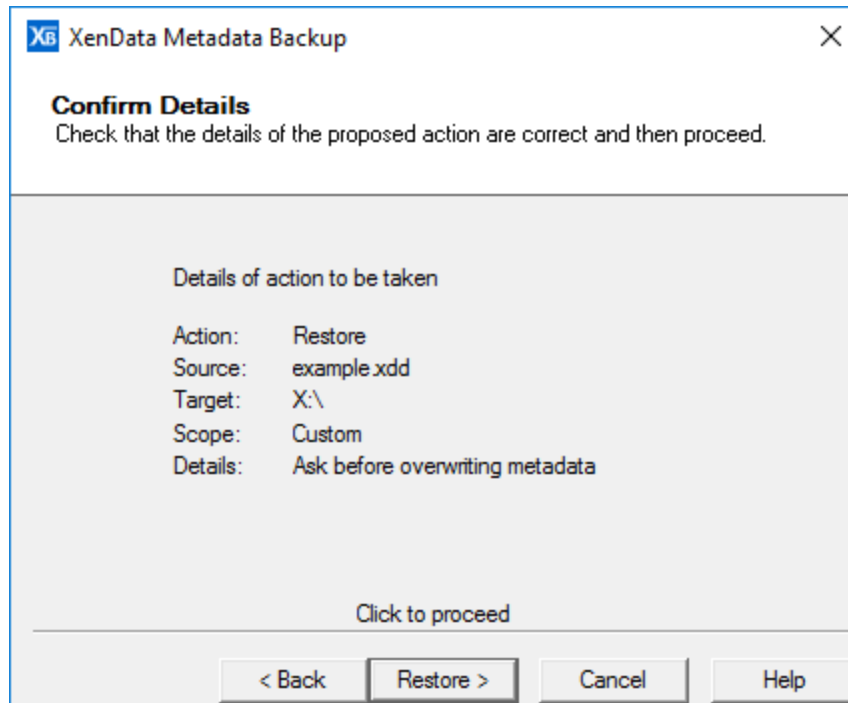 XB XenData Metadata Backup
Confirm Details
Check that the details of the proposed action are correct and then proceed.
Details of action to be taken
Action: Restore
Source: example.xdd
Target: X:\
Scope: Custom
Details: Ask before overwriting metadata
Click to proceed
< Back Restore > Cancel Help